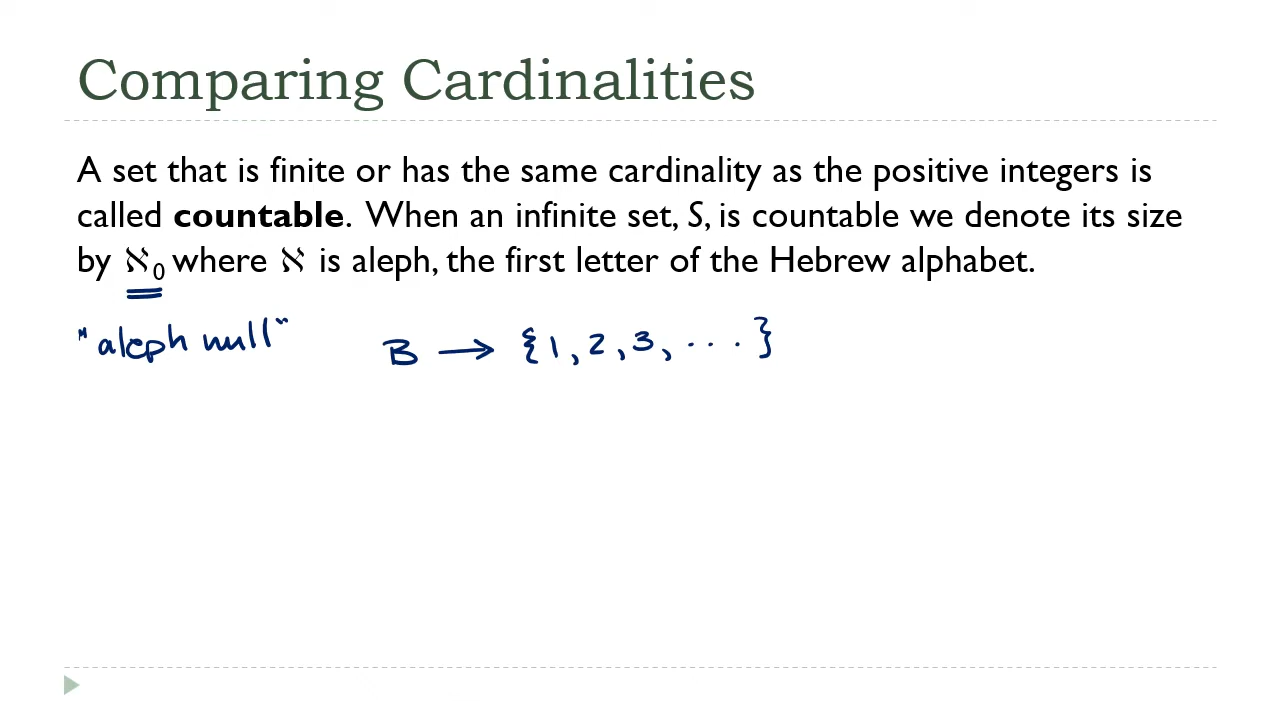 Comparing Cardinalities
A set that is finite or has the same cardinality as the positive integers is
called countable. When an infinite set, S, is countable we denote its size
by ℵ₀ where ℵ is aleph, the first letter of the Hebrew alphabet.
"aleph null" B → {1, 2, 3, ...}